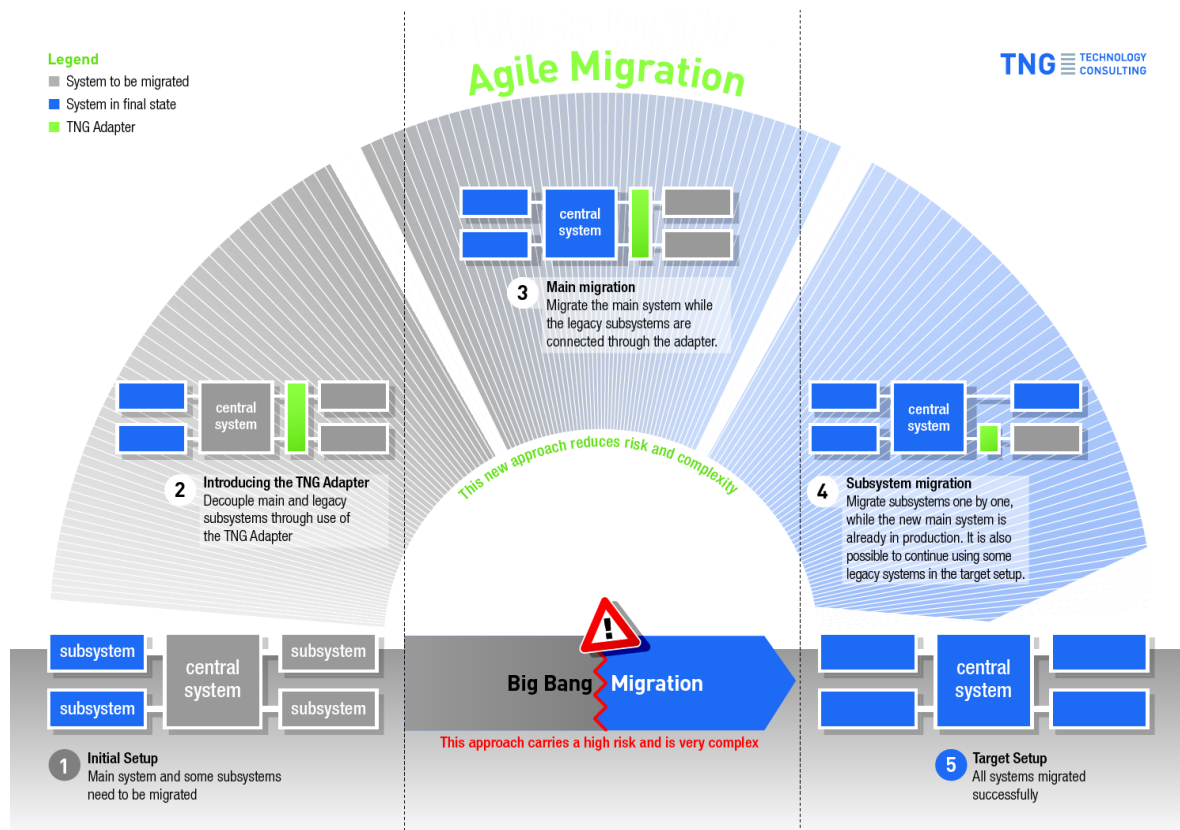 Legend
System to be migrated
System in final state
TNG Adapter
Agile Migration
TNG TECHNOLOGY
CONSULTING
central
system
3 Main migration
Migrate the main system while
the legacy subsystems are
connected through the adapter.
central
system
2 Introducing the TNG Adapter
Decouple main and legacy
subsystems through use of
the TNG Adapter
This new approach reduces risk and complexity
central
system
4 Subsystem migration
Migrate subsystems one by one,
while the new main system is
already in production. It is also
possible to continue using some
legacy systems in the target setup.
subsystem
subsystem
central
system
subsystem
subsystem
1 Initial Setup
Main system and some subsystems
need to be migrated
!
Big Bang Migration
This approach carries a high risk and is very complex
central
system
5 Target Setup
All systems migrated
successfully